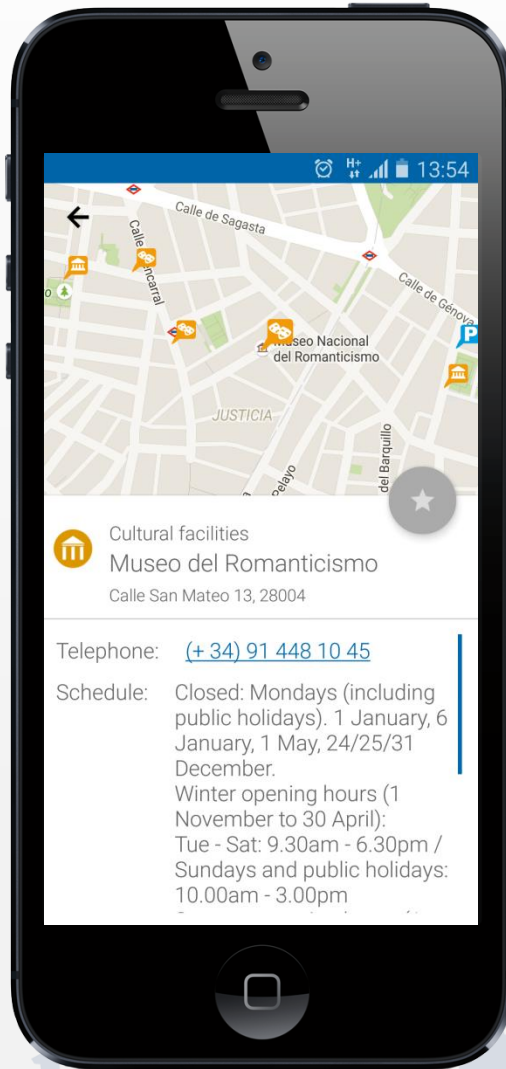 H+ 13:54
Calle de Sagasta
Calle
encarral
Calle de Génova
P
Museo Nacional
del Romanticismo
JUSTICIA
Pelayo
del Barquillo
Cultural facilities
Museo del Romanticismo
Calle San Mateo 13, 28004
Telephone: (+ 34) 91 448 10 45
Schedule: Closed: Mondays (including
public holidays). 1 January, 6
January, 1 May, 24/25/31
December.
Winter opening hours (1
November to 30 April):
Tue - Sat: 9.30am - 6.30pm /
Sundays and public holidays:
10.00am - 3.00pm